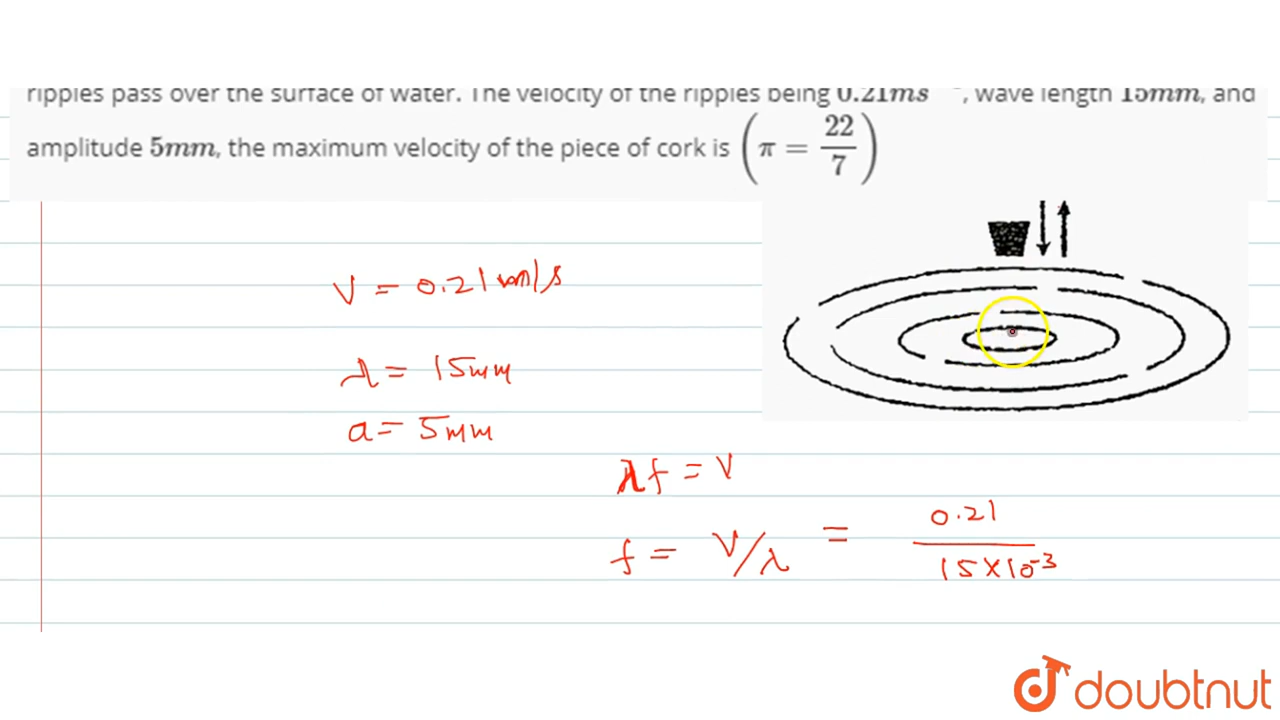 ripples pass over the surface of water. The velocity of the ripples being 0.21ms , wave length 15mm, and
amplitude 5mm, the maximum velocity of the piece of cork is (π = 22/7)
V = 0.21 m/s
λ = 15mm
a = 5mm
λf = V
f = V/λ = 0.21 / 15×10⁻³
doubtnut